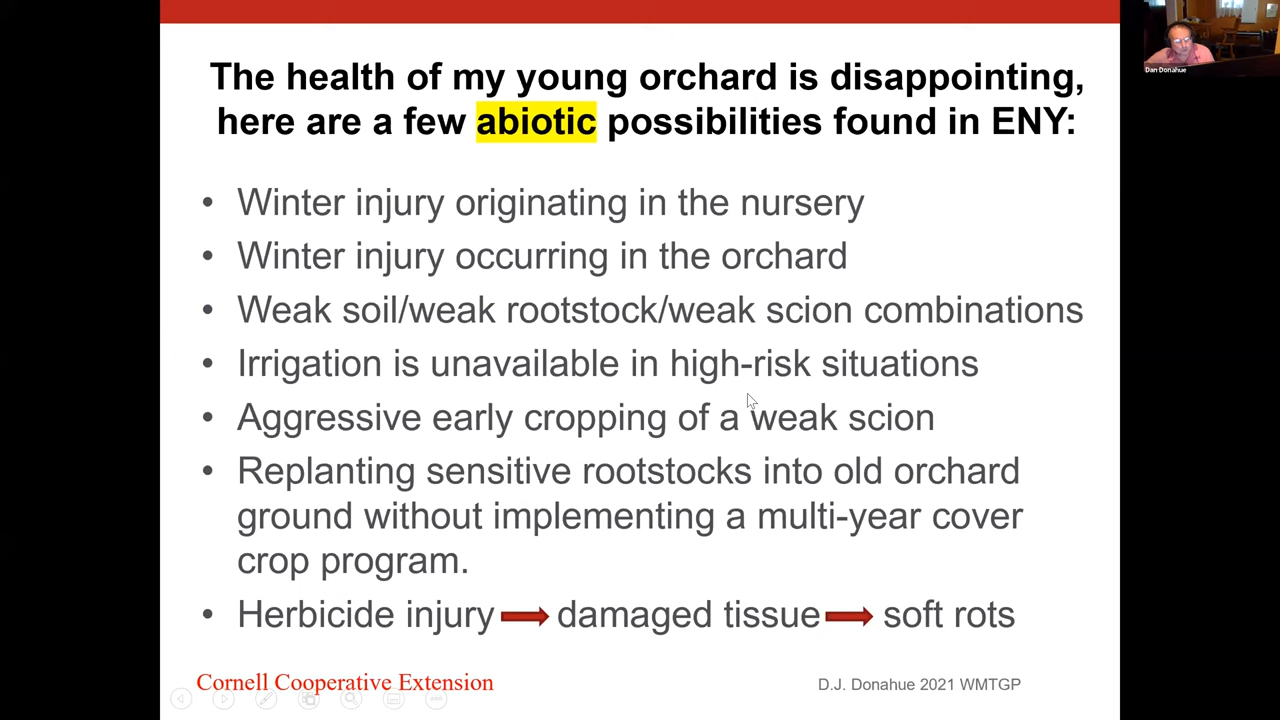 The health of my young orchard is disappointing,
here are a few abiotic possibilities found in ENY:
• Winter injury originating in the nursery
• Winter injury occurring in the orchard
• Weak soil/weak rootstock/weak scion combinations
• Irrigation is unavailable in high-risk situations
• Aggressive early cropping of a weak scion
• Replanting sensitive rootstocks into old orchard
ground without implementing a multi-year cover
crop program.
• Herbicide injury → damaged tissue → soft rots
Cornell Cooperative Extension
D.J. Donahue 2021 WMTGP
Dan Donahue